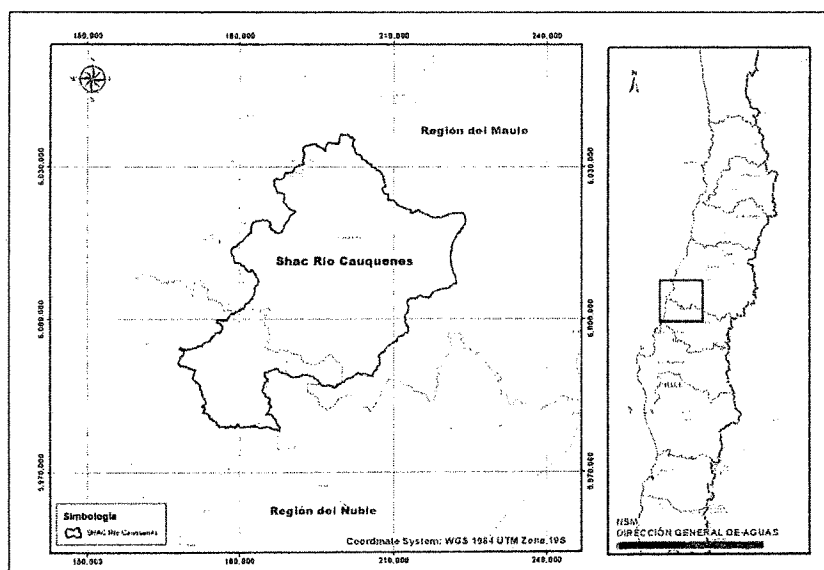 150,000 180,000 210,000 240,000
Región del Maule
6,030,000 6,030,000
Shac Río Cauquenes
6,000,000 6,000,000
5,970,000 5,970,000
Región del Ñuble
Simbología
SHAC Río Cauquenes
Coordinate System: WGS 1984 UTM Zone 19S
150,000 180,000 210,000 240,000
N
NSM
DIRECCIÓN GENERAL DE AGUAS